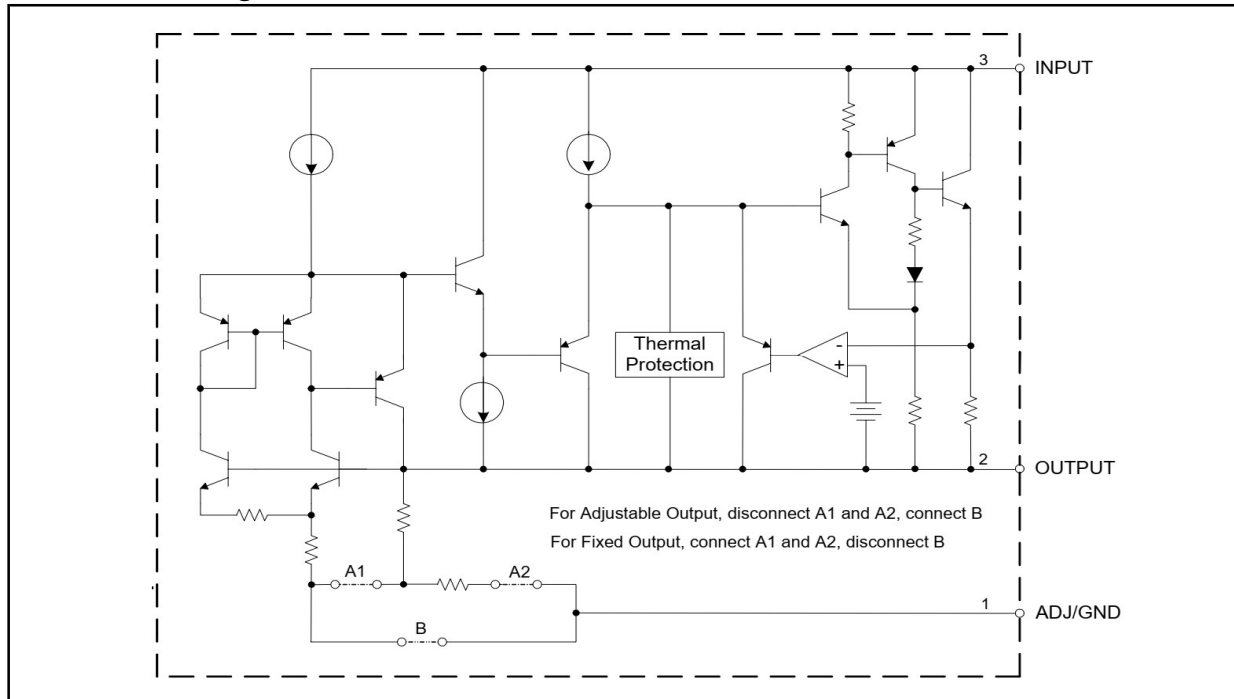 3
INPUT
Thermal
Protection
-
+
2
OUTPUT
For Adjustable Output, disconnect A1 and A2, connect B
For Fixed Output, connect A1 and A2, disconnect B
A1
A2
1
ADJ/GND
B